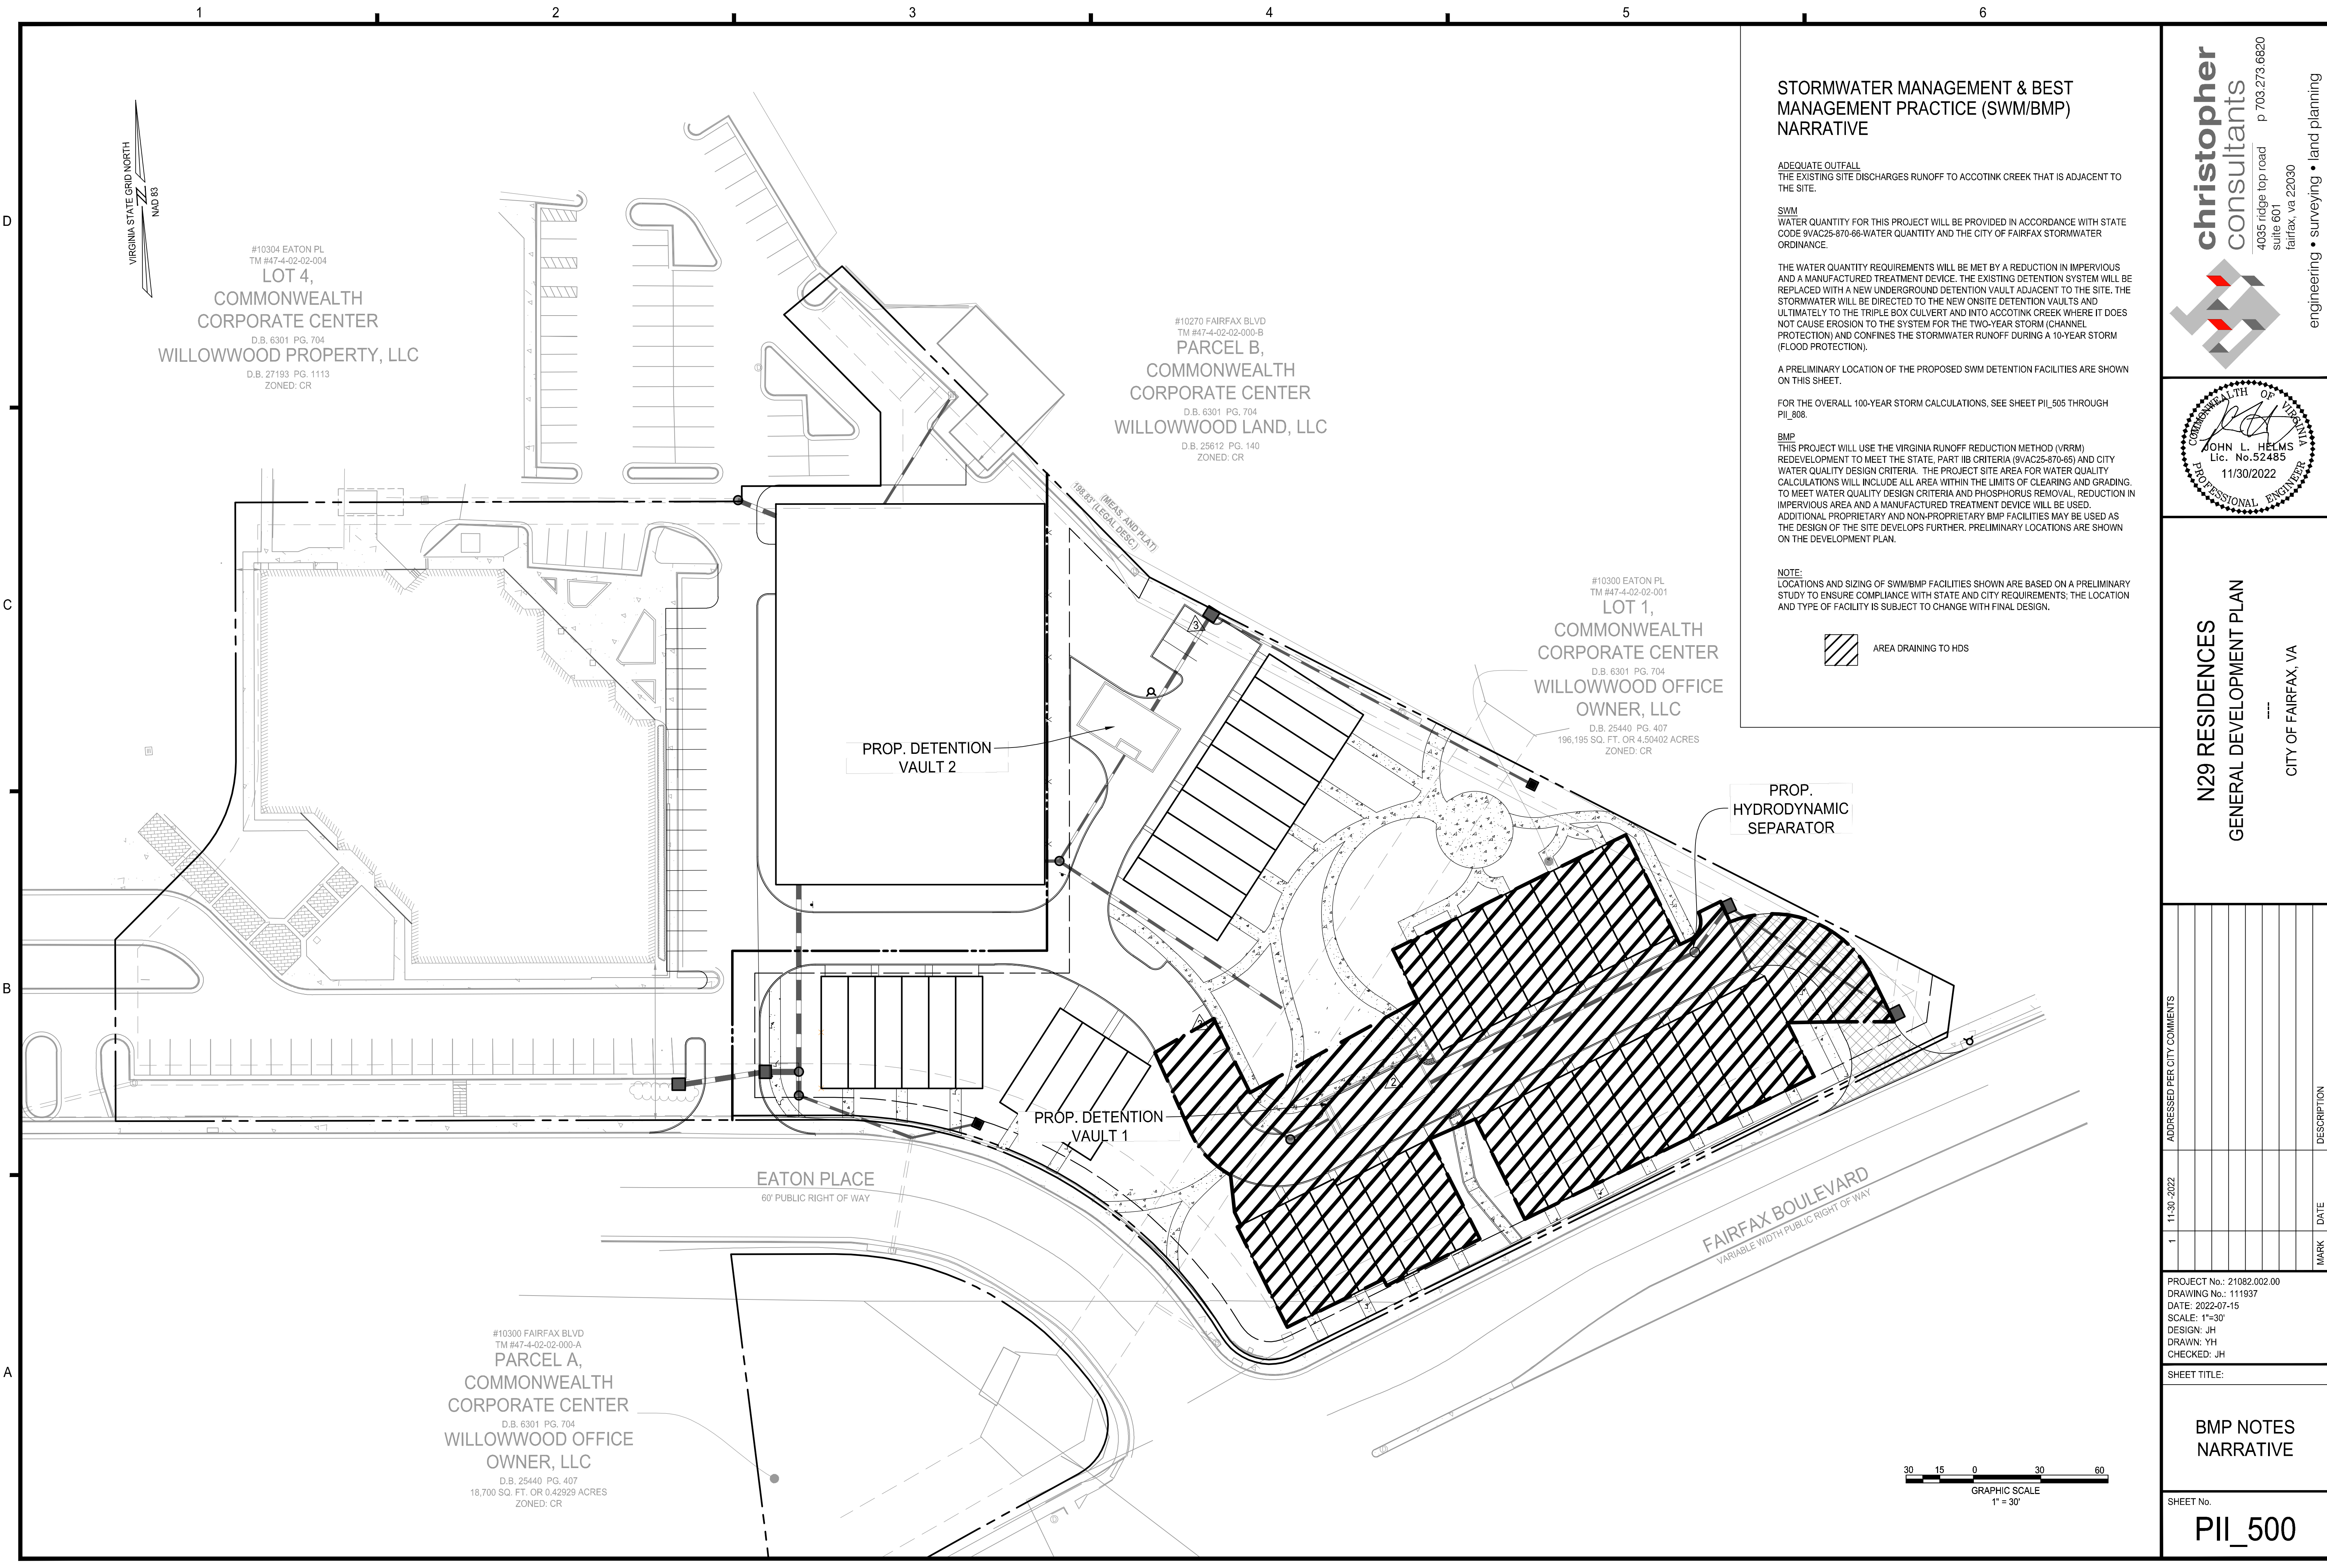 1
2
3
4
5
6
D
C
B
A
VIRGINIA STATE GRID NORTH
N
NAD 83
#10304 EATON PL
TM #47-4-02-02-004
LOT 4,
COMMONWEALTH
CORPORATE CENTER
D.B. 6301 PG. 704
WILLOWWOOD PROPERTY, LLC
D.B. 27193 PG. 1113
ZONED: CR
#10270 FAIRFAX BLVD
TM #47-4-02-02-000-B
PARCEL B,
COMMONWEALTH
CORPORATE CENTER
D.B. 6301 PG. 704
WILLOWWOOD LAND, LLC
D.B. 25612 PG. 140
ZONED: CR
(MEAS. AND PLAT)
198.83' (LEGAL DESC.)
#10300 EATON PL
TM #47-4-02-02-001
LOT 1,
COMMONWEALTH
CORPORATE CENTER
D.B. 6301 PG. 704
WILLOWWOOD OFFICE
OWNER, LLC
D.B. 25440 PG. 407
196,195 SQ. FT. OR 4.50402 ACRES
ZONED: CR
3
PROP. DETENTION
VAULT 2
PROP.
HYDRODYNAMIC
SEPARATOR
2
PROP. DETENTION
VAULT 1
EATON PLACE
60' PUBLIC RIGHT OF WAY
FAIRFAX BOULEVARD
VARIABLE WIDTH PUBLIC RIGHT OF WAY
#10300 FAIRFAX BLVD
TM #47-4-02-02-000-A
PARCEL A,
COMMONWEALTH
CORPORATE CENTER
D.B. 6301 PG. 704
WILLOWWOOD OFFICE
OWNER, LLC
D.B. 25440 PG. 407
18,700 SQ. FT. OR 0.42929 ACRES
ZONED: CR
30 15 0 30 60
GRAPHIC SCALE
1" = 30'
STORMWATER MANAGEMENT & BEST
MANAGEMENT PRACTICE (SWM/BMP)
NARRATIVE
ADEQUATE OUTFALL
THE EXISTING SITE DISCHARGES RUNOFF TO ACCOTINK CREEK THAT IS ADJACENT TO
THE SITE.
SWM
WATER QUANTITY FOR THIS PROJECT WILL BE PROVIDED IN ACCORDANCE WITH STATE
CODE 9VAC25-870-66-WATER QUANTITY AND THE CITY OF FAIRFAX STORMWATER
ORDINANCE.
THE WATER QUANTITY REQUIREMENTS WILL BE MET BY A REDUCTION IN IMPERVIOUS
AND A MANUFACTURED TREATMENT DEVICE. THE EXISTING DETENTION SYSTEM WILL BE
REPLACED WITH A NEW UNDERGROUND DETENTION VAULT ADJACENT TO THE SITE. THE
STORMWATER WILL BE DIRECTED TO THE NEW ONSITE DETENTION VAULTS AND
ULTIMATELY TO THE TRIPLE BOX CULVERT AND INTO ACCOTINK CREEK WHERE IT DOES
NOT CAUSE EROSION TO THE SYSTEM FOR THE TWO-YEAR STORM (CHANNEL
PROTECTION) AND CONFINES THE STORMWATER RUNOFF DURING A 10-YEAR STORM
(FLOOD PROTECTION).
A PRELIMINARY LOCATION OF THE PROPOSED SWM DETENTION FACILITIES ARE SHOWN
ON THIS SHEET.
FOR THE OVERALL 100-YEAR STORM CALCULATIONS, SEE SHEET PII_505 THROUGH
PII_808.
BMP
THIS PROJECT WILL USE THE VIRGINIA RUNOFF REDUCTION METHOD (VRRM)
REDEVELOPMENT TO MEET THE STATE, PART IIB CRITERIA (9VAC25-870-65) AND CITY
WATER QUALITY DESIGN CRITERIA. THE PROJECT SITE AREA FOR WATER QUALITY
CALCULATIONS WILL INCLUDE ALL AREA WITHIN THE LIMITS OF CLEARING AND GRADING.
TO MEET WATER QUALITY DESIGN CRITERIA AND PHOSPHORUS REMOVAL, REDUCTION IN
IMPERVIOUS AREA AND A MANUFACTURED TREATMENT DEVICE WILL BE USED.
ADDITIONAL PROPRIETARY AND NON-PROPRIETARY BMP FACILITIES MAY BE USED AS
THE DESIGN OF THE SITE DEVELOPS FURTHER. PRELIMINARY LOCATIONS ARE SHOWN
ON THE DEVELOPMENT PLAN.
NOTE:
LOCATIONS AND SIZING OF SWM/BMP FACILITIES SHOWN ARE BASED ON A PRELIMINARY
STUDY TO ENSURE COMPLIANCE WITH STATE AND CITY REQUIREMENTS; THE LOCATION
AND TYPE OF FACILITY IS SUBJECT TO CHANGE WITH FINAL DESIGN.
AREA DRAINING TO HDS
christopher
consultants
4035 ridge top road p 703.273.6820
suite 601
fairfax, va 22030
engineering • surveying • land planning
COMMONWEALTH OF VIRGINIA
JOHN L. HELMS
Lic. No.52485
11/30/2022
PROFESSIONAL ENGINEER
N29 RESIDENCES
GENERAL DEVELOPMENT PLAN
---
CITY OF FAIRFAX, VA
1 11-30-2022 ADDRESSED PER CITY COMMENTS
MARK DATE DESCRIPTION
PROJECT No.: 21082.002.00
DRAWING No.: 111937
DATE: 2022-07-15
SCALE: 1"=30'
DESIGN: JH
DRAWN: YH
CHECKED: JH
SHEET TITLE:
BMP NOTES
NARRATIVE
SHEET No.
PII_500